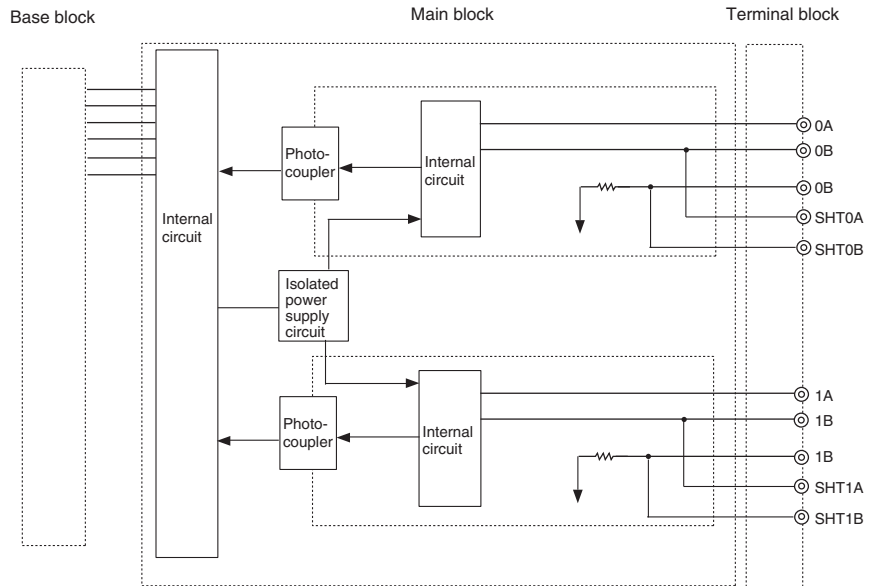 Base block
Main block
Terminal block
Internal
circuit
Photo-
coupler
Internal
circuit
Isolated
power
supply
circuit
Photo-
coupler
Internal
circuit
0A
0B
0B
SHT0A
SHT0B
1A
1B
1B
SHT1A
SHT1B